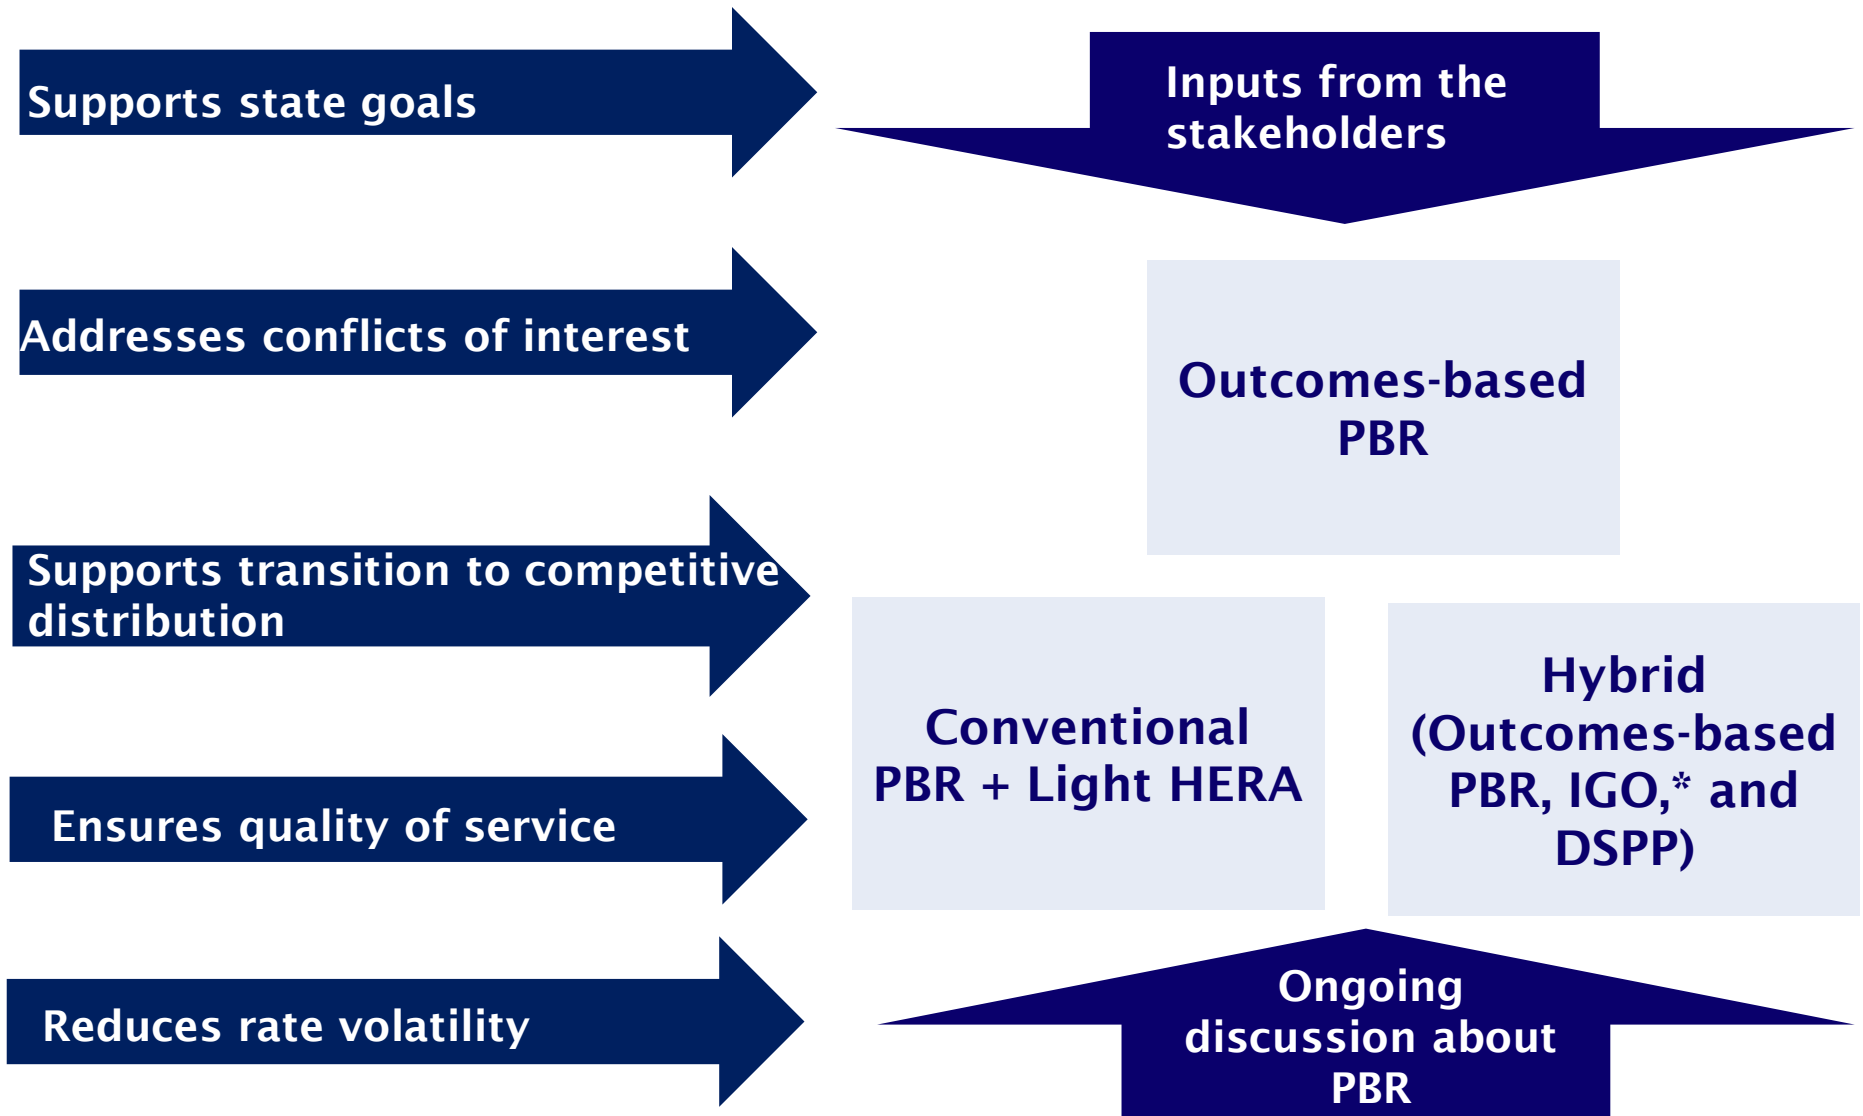 Supports state goals
Addresses conflicts of interest
Supports transition to competitive
distribution
Ensures quality of service
Reduces rate volatility
Inputs from the
stakeholders
Outcomes-based
PBR
Conventional
PBR + Light HERA
Hybrid
(Outcomes-based
PBR, IGO,* and
DSPP)
Ongoing
discussion about
PBR